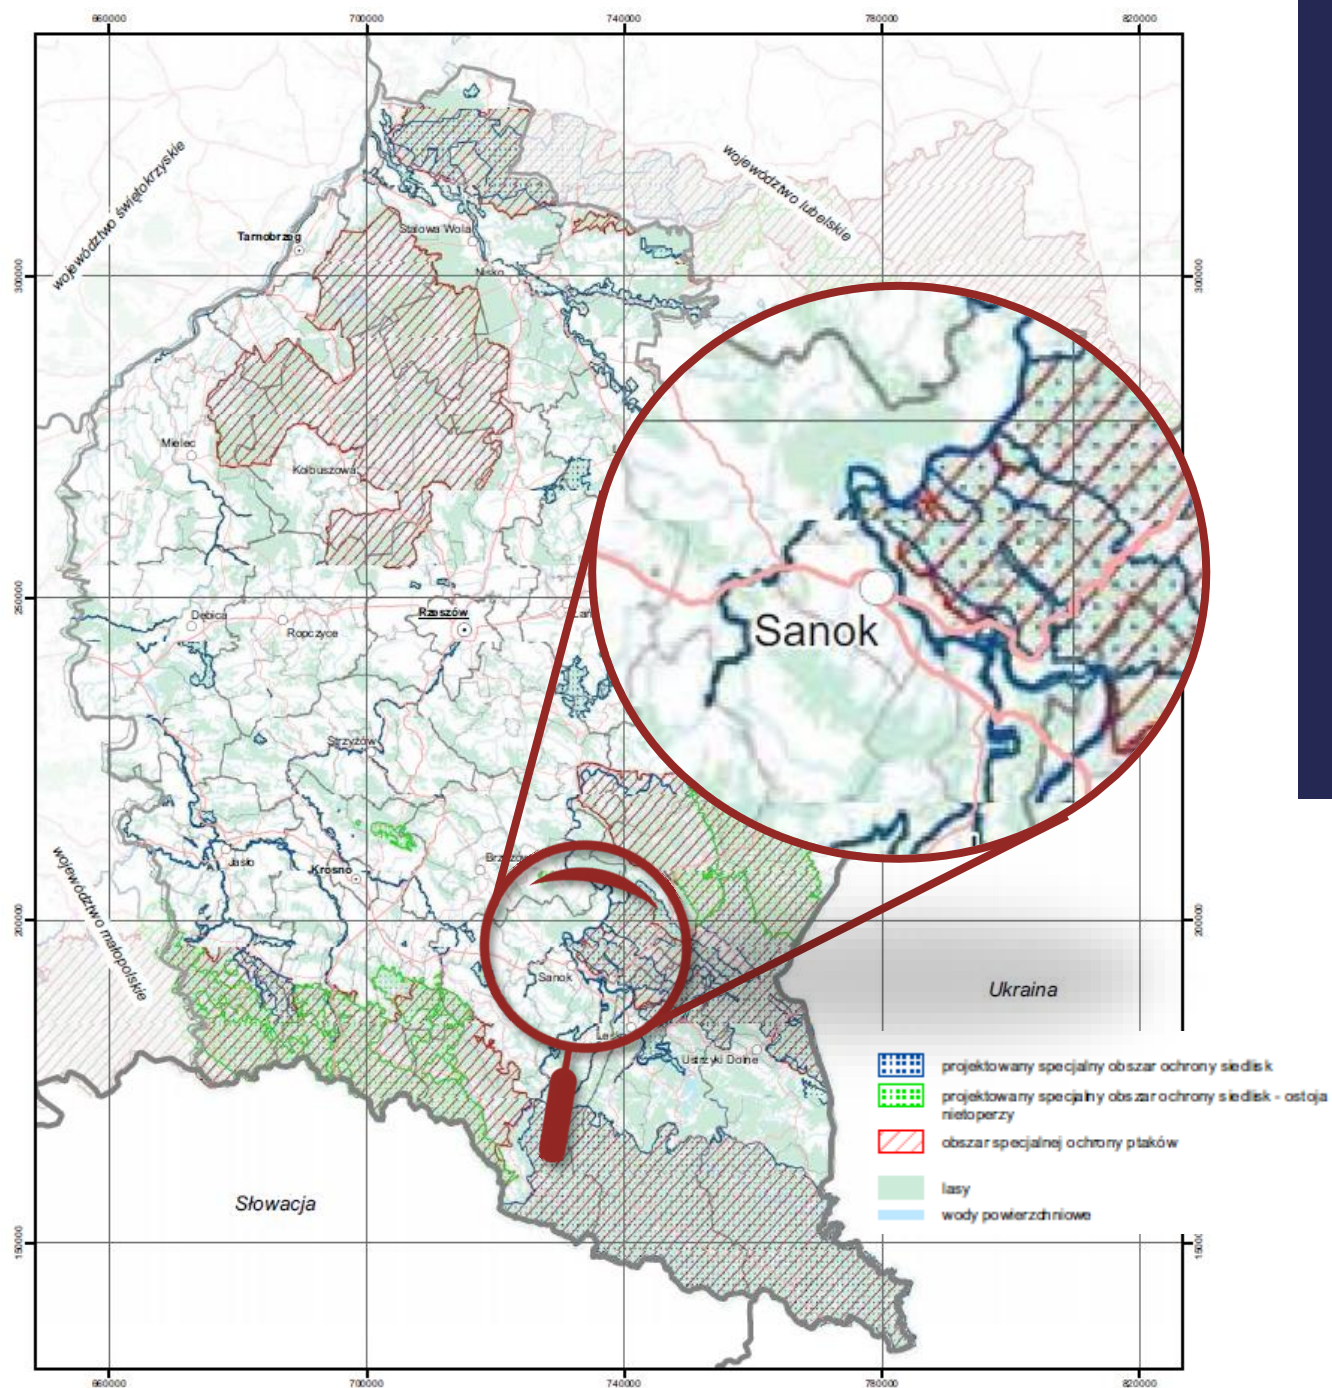 660000
700000
740000
780000
820000
województwo świętokrzyskie
województwo lubelskie
Tarnobrzeg
Stalowa Wola
Nisko
300000
300000
Mielec
Kolbuszowa
250000
Dębica
Ropczyce
Rzeszów
Sanok
Strzyżów
Jasło
Krosno
województwo małopolskie
200000
200000
Sanok
Lesko
Ustrzyki Dolne
Ukraina
projektowany specjalny obszar ochrony siedlisk
projektowany specjalny obszar ochrony siedlisk - ostoja
nietoperzy
obszar specjalnej ochrony ptaków
lasy
wody powierzchniowe
Słowacja
150000
660000
700000
740000
780000
820000